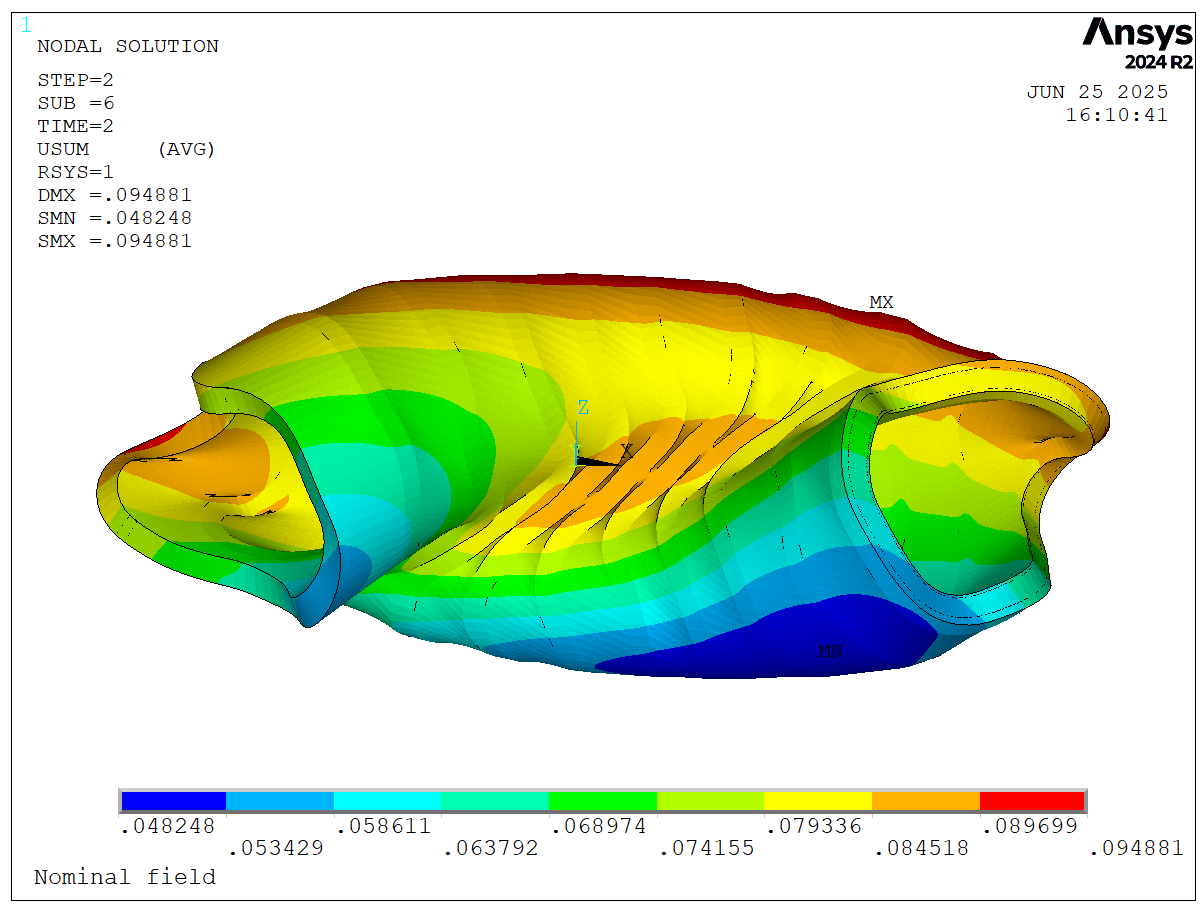 1
NODAL SOLUTION
STEP=2
SUB =6
TIME=2
USUM (AVG)
RSYS=1
DMX =.094881
SMN =.048248
SMX =.094881
Ansys
2024 R2
JUN 25 2025
16:10:41
MX
Z
X
MN
.048248 .058611 .068974 .079336 .089699
.053429 .063792 .074155 .084518 .094881
Nominal field